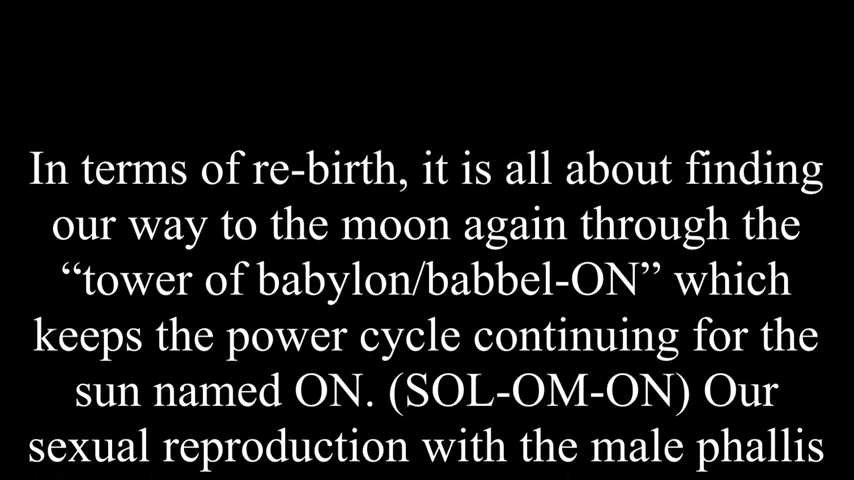 In terms of re-birth, it is all about finding
our way to the moon again through the
“tower of babylon/babbel-ON” which
keeps the power cycle continuing for the
sun named ON. (SOL-OM-ON) Our
sexual reproduction with the male phallis